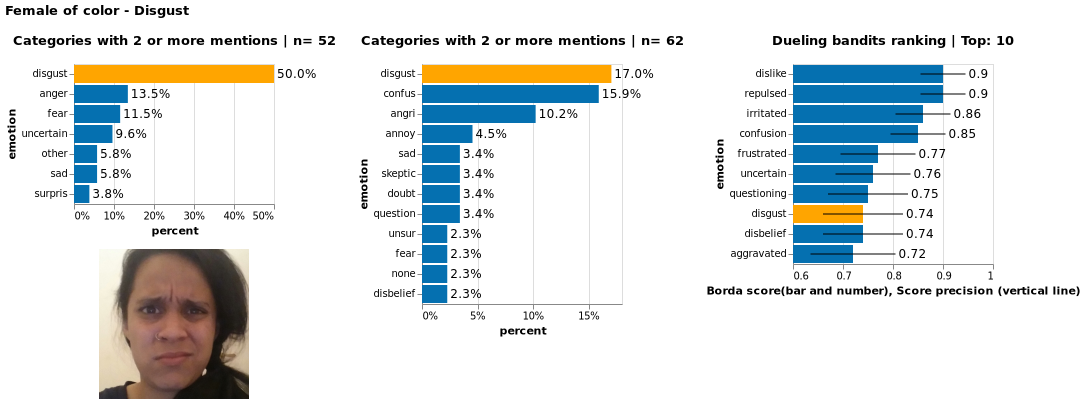 Female of color - Disgust
Categories with 2 or more mentions | n= 52
emotion
disgust 50.0%
anger 13.5%
fear 11.5%
uncertain 9.6%
other 5.8%
sad 5.8%
surpris 3.8%
0% 10% 20% 30% 40% 50%
percent
Categories with 2 or more mentions | n= 62
emotion
disgust 17.0%
confus 15.9%
angri 10.2%
annoy 4.5%
sad 3.4%
skeptic 3.4%
doubt 3.4%
question 3.4%
unsur 2.3%
fear 2.3%
none 2.3%
disbelief 2.3%
0% 5% 10% 15%
percent
Dueling bandits ranking | Top: 10
emotion
dislike 0.9
repulsed 0.9
irritated 0.86
confusion 0.85
frustrated 0.77
uncertain 0.76
questioning 0.75
disgust 0.74
disbelief 0.74
aggravated 0.72
0.6 0.7 0.8 0.9 1
Borda score(bar and number), Score precision (vertical line)